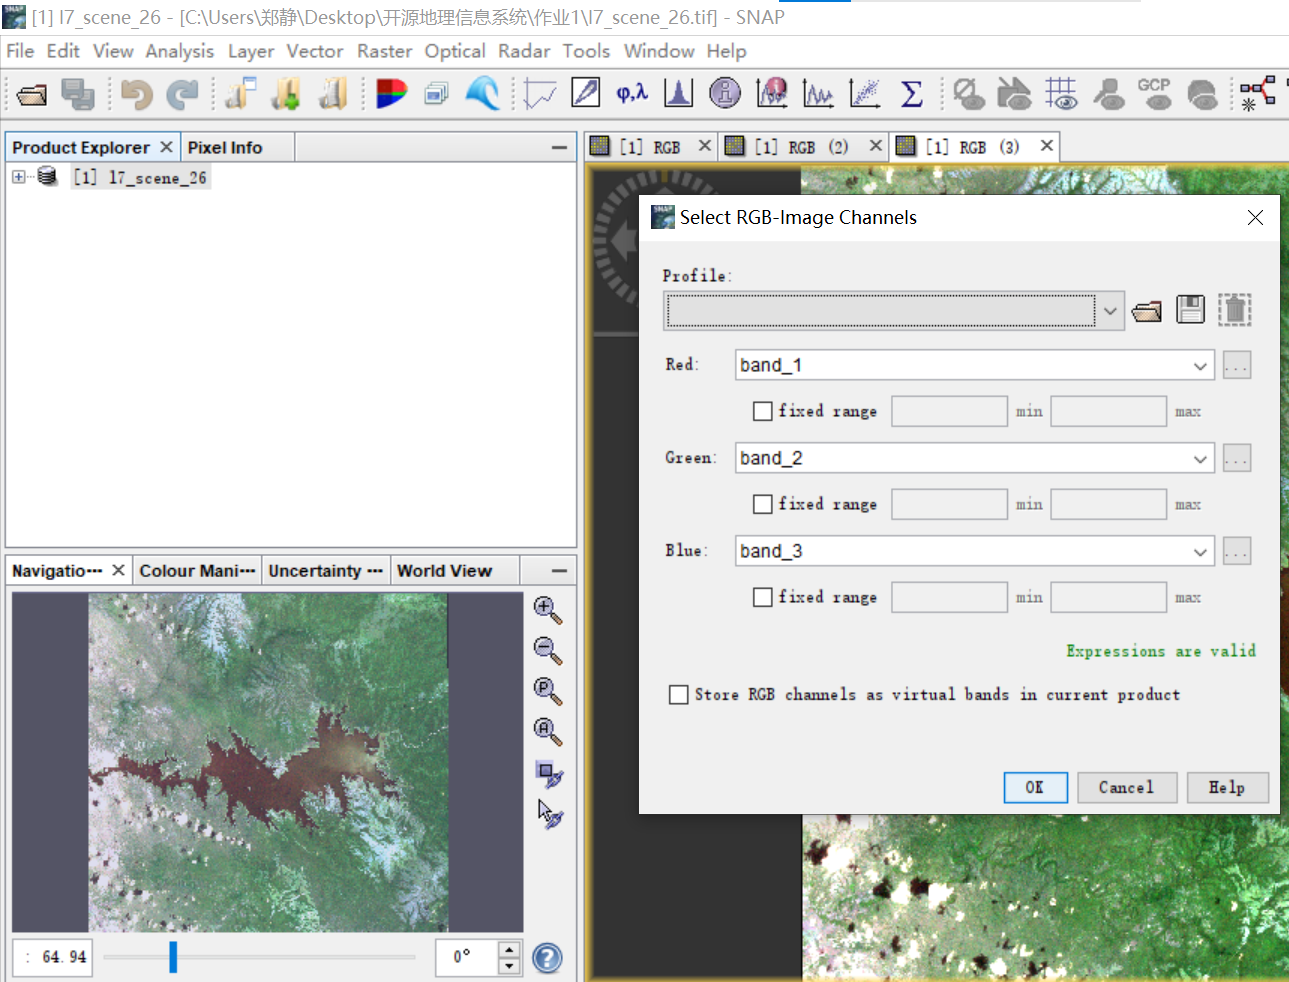 [1] l7_scene_26 - [C:\Users\郑静\Desktop\开源地理信息系统\作业1\l7_scene_26.tif] - SNAP
File Edit View Analysis Layer Vector Raster Optical Radar Tools Window Help
φ,λ Σ GCP
Product Explorer Pixel Info
[1] RGB [1] RGB (2) [1] RGB (3)
[1] l7_scene_26
SNAP Select RGB-Image Channels
Profile:
Red: band_1 ...
fixed range min max
Green: band_2 ...
fixed range min max
Blue: band_3 ...
fixed range min max
Expressions are valid
Store RGB channels as virtual bands in current product
OK Cancel Help
Navigatio··· Colour Mani··· Uncertainty ··· World View
: 64.94 0°